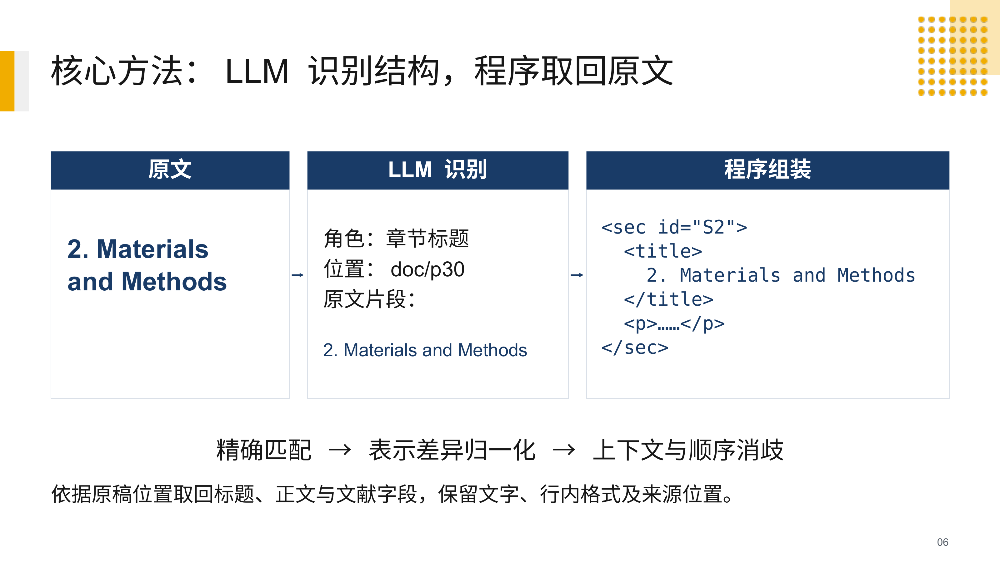 核心方法： LLM 识别结构，程序取回原文
原文
2. Materials
and Methods
LLM 识别
角色：章节标题
位置： doc/p30
原文片段：
2. Materials and Methods
程序组装
<sec id="S2">
  <title>
    2. Materials and Methods
  </title>
  <p>……</p>
</sec>
精确匹配 → 表示差异归一化 → 上下文与顺序消歧
依据原稿位置取回标题、正文与文献字段，保留文字、行内格式及来源位置。
06